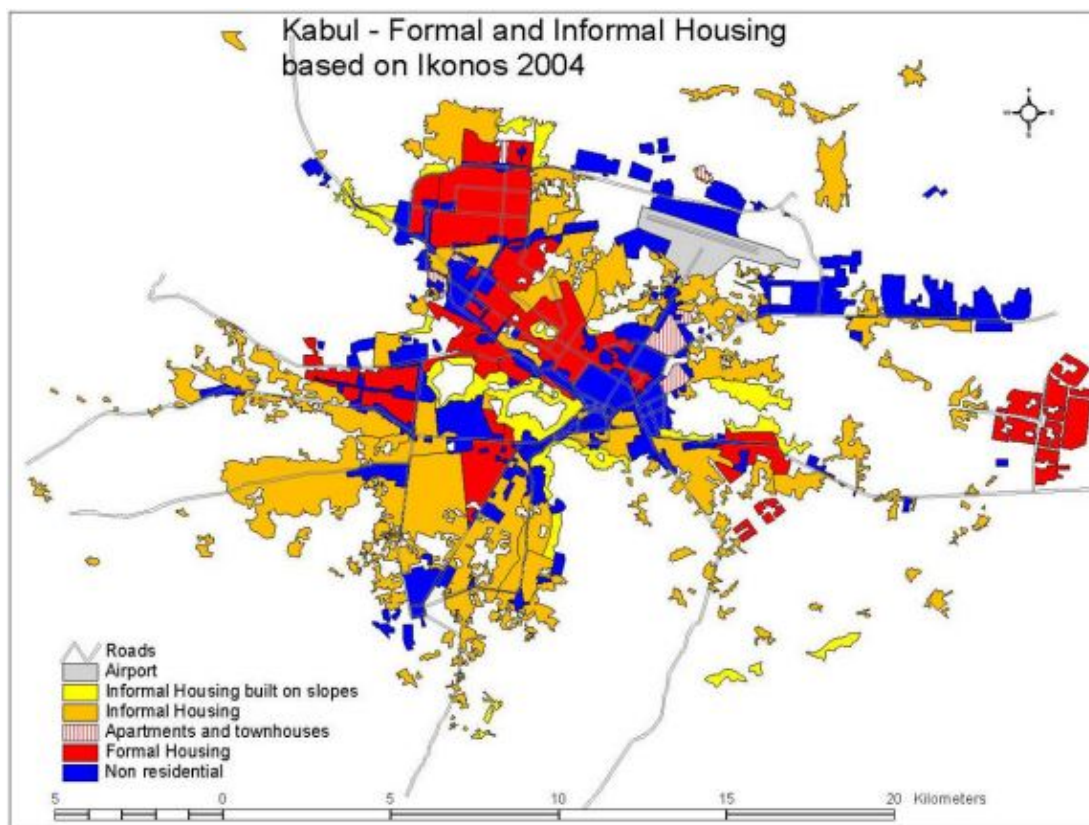 Kabul - Formal and Informal Housing
based on Ikonos 2004
Roads
Airport
Informal Housing built on slopes
Informal Housing
Apartments and townhouses
Formal Housing
Non residential
5 0 5 10 15 20 Kilometers